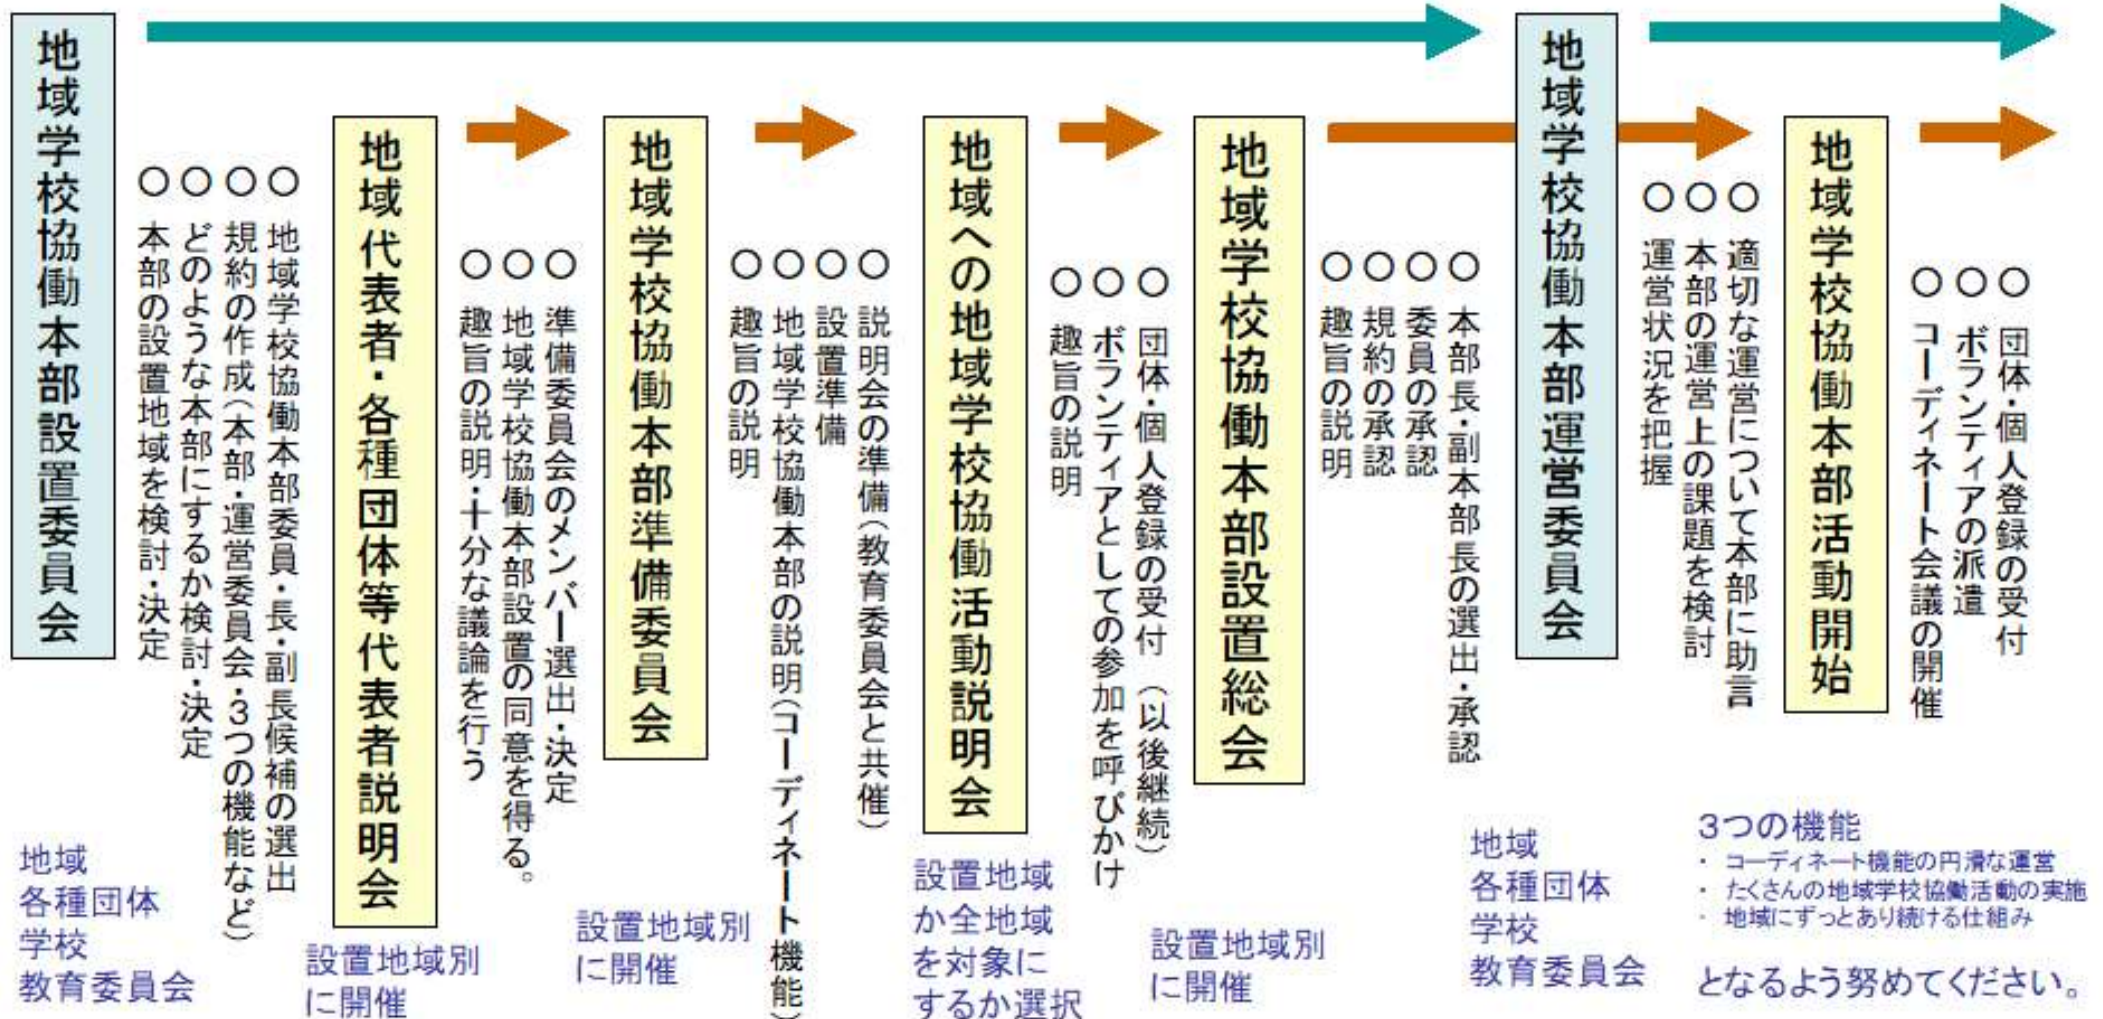 地域学校協働本部設置委員会
○ 本部の設置地域を検討・決定
○ どのような本部にするか検討・決定
○ 規約の作成（本部・運営委員会・３つの機能など）
○ 地域学校協働本部委員・長・副長候補の選出
地域
各種団体
学校
教育委員会
地域代表者・各種団体等代表者説明会
設置地域別
に開催
○ 趣旨の説明・十分な議論を行う
○ 地域学校協働本部設置の同意を得る。
○ 準備委員会のメンバー選出・決定
地域学校協働本部準備委員会
設置地域別
に開催
○ 趣旨の説明
○ 地域学校協働本部の説明（コーディネート機能）
○ 設置準備
○ 説明会の準備（教育委員会と共催）
地域への地域学校協働活動説明会
設置地域
か全地域
を対象に
するか選択
○ 趣旨の説明
○ ボランティアとしての参加を呼びかけ
○ 団体・個人登録の受付（以後継続）
地域学校協働本部設置総会
設置地域別
に開催
○ 趣旨の説明
○ 規約の承認
○ 委員の承認
○ 本部長・副本部長の選出・承認
地域学校協働本部運営委員会
地域
各種団体
学校
教育委員会
○ 運営状況を把握
○ 本部の運営上の課題を検討
○ 適切な運営について本部に助言
地域学校協働本部活動開始
○ コーディネート会議の開催
○ ボランティアの派遣
○ 団体・個人登録の受付
３つの機能
・ コーディネート機能の円滑な運営
・ たくさんの地域学校協働活動の実施
・ 地域にずっとあり続ける仕組み
となるよう努めてください。